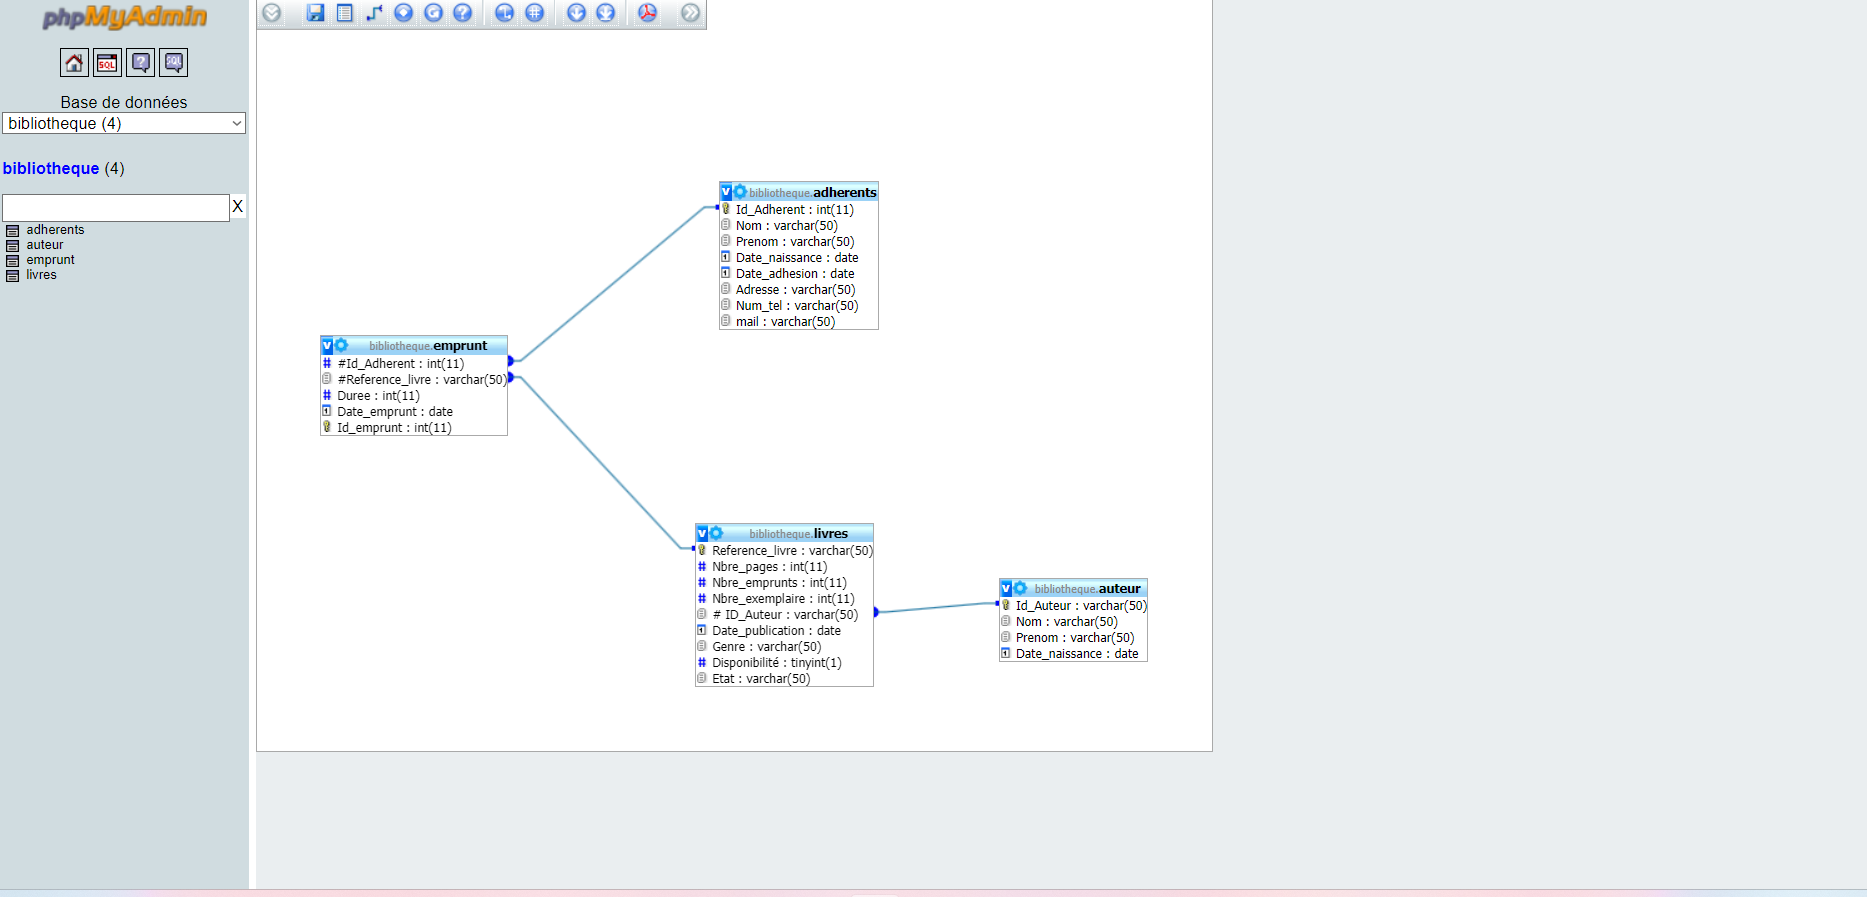 phpMyAdmin
SQL
?
SQL
Base de données
bibliotheque (4)
bibliotheque (4)
X
adherents
auteur
emprunt
livres
bibliotheque.adherents
Id_Adherent : int(11)
Nom : varchar(50)
Prenom : varchar(50)
Date_naissance : date
Date_adhesion : date
Adresse : varchar(50)
Num_tel : varchar(50)
mail : varchar(50)
bibliotheque.emprunt
#Id_Adherent : int(11)
#Reference_livre : varchar(50)
Duree : int(11)
Date_emprunt : date
Id_emprunt : int(11)
bibliotheque.livres
Reference_livre : varchar(50)
Nbre_pages : int(11)
Nbre_emprunts : int(11)
Nbre_exemplaire : int(11)
# ID_Auteur : varchar(50)
Date_publication : date
Genre : varchar(50)
Disponibilité : tinyint(1)
Etat : varchar(50)
bibliotheque.auteur
Id_Auteur : varchar(50)
Nom : varchar(50)
Prenom : varchar(50)
Date_naissance : date